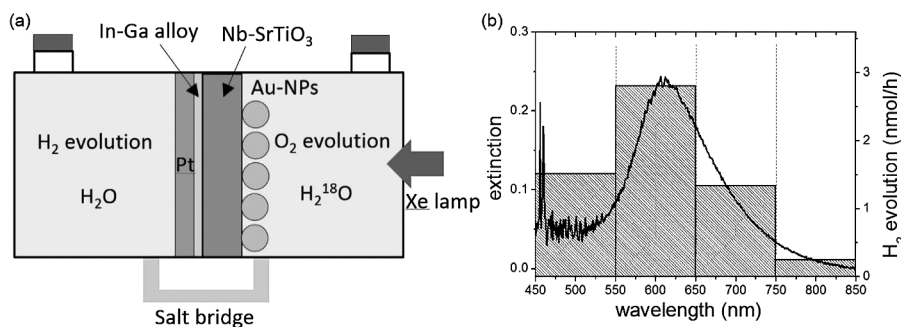 (a)
In-Ga alloy
Nb-SrTiO3
Au-NPs
H2 evolution
O2 evolution
Pt
H2O
H2^18O
Xe lamp
Salt bridge
(b)
0.3
0.2
0.1
0.0
extinction
3
2
1
0
H2 evolution (nmol/h)
450 500 550 600 650 700 750 800 850
wavelength (nm)